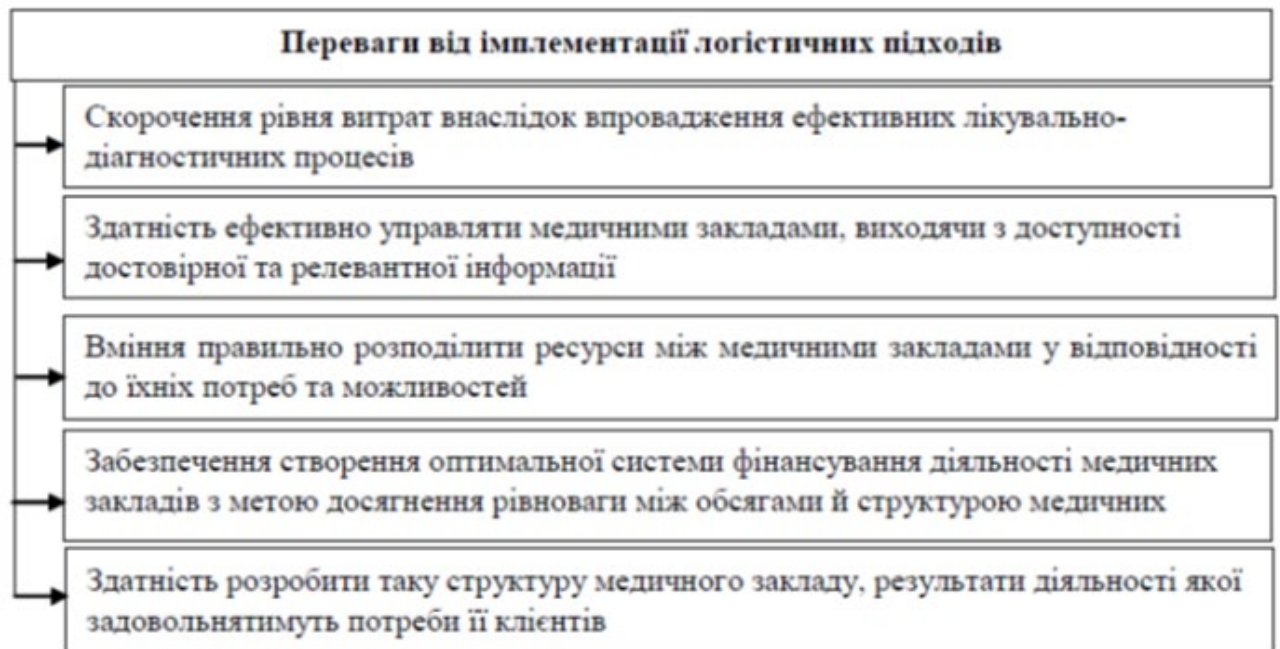 Переваги від імплементації логістичних підходів
Скорочення рівня витрат внаслідок впровадження ефективних лікувально-
діагностичних процесів
Здатність ефективно управляти медичними закладами, виходячи з доступності
достовірної та релевантної інформації
Вміння правильно розподілити ресурси між медичними закладами у відповідності
до їхніх потреб та можливостей
Забезпечення створення оптимальної системи фінансування діяльності медичних
закладів з метою досягнення рівноваги між обсягами й структурою медичних
Здатність розробити таку структуру медичного закладу, результати діяльності якої
задовольнятимуть потреби її клієнтів